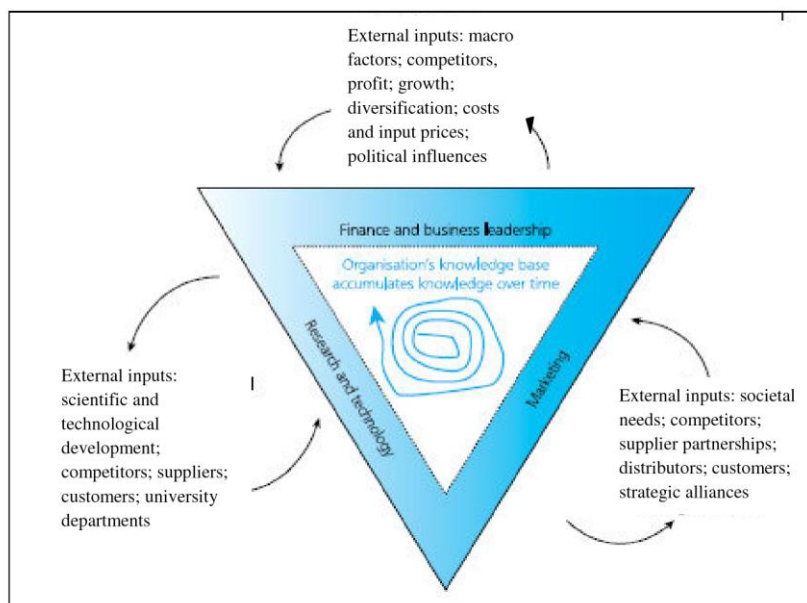 External inputs: macro
factors; competitors,
profit; growth;
diversification; costs
and input prices;
political influences
Finance and business leadership
Organisation's knowledge base
accumulates knowledge over time
Research and technology
Marketing
External inputs:
scientific and
technological
development;
competitors; suppliers;
customers; university
departments
External inputs: societal
needs; competitors;
supplier partnerships;
distributors; customers;
strategic alliances